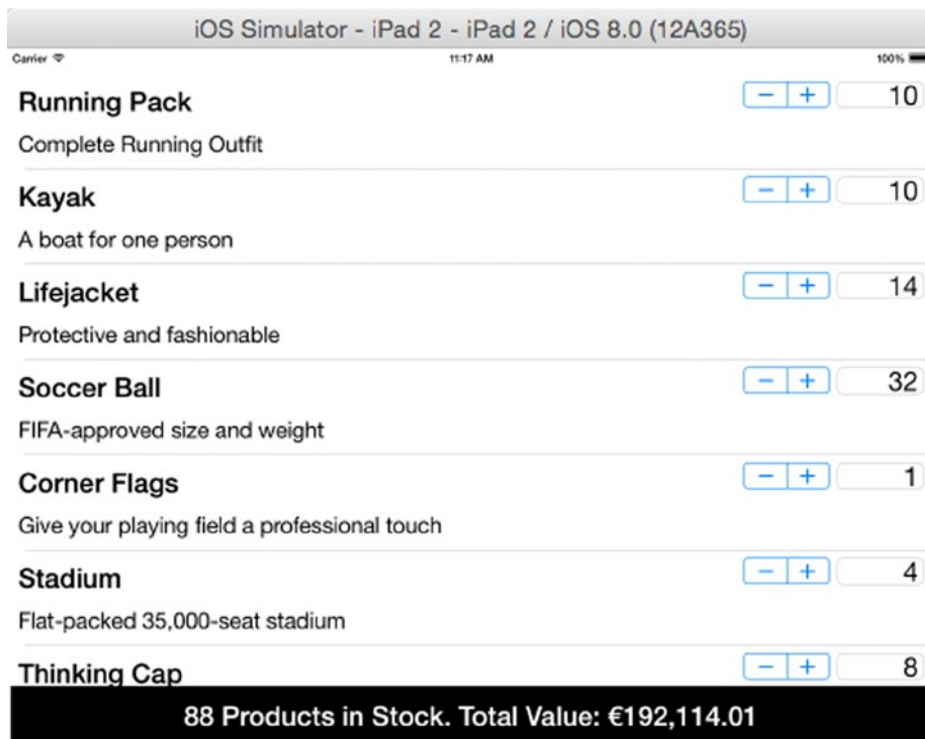 iOS Simulator - iPad 2 - iPad 2 / iOS 8.0 (12A365)
Carrier 11:17 AM 100%
Running Pack − + 10
Complete Running Outfit
Kayak − + 10
A boat for one person
Lifejacket − + 14
Protective and fashionable
Soccer Ball − + 32
FIFA-approved size and weight
Corner Flags − + 1
Give your playing field a professional touch
Stadium − + 4
Flat-packed 35,000-seat stadium
Thinking Cap − + 8
88 Products in Stock. Total Value: €192,114.01